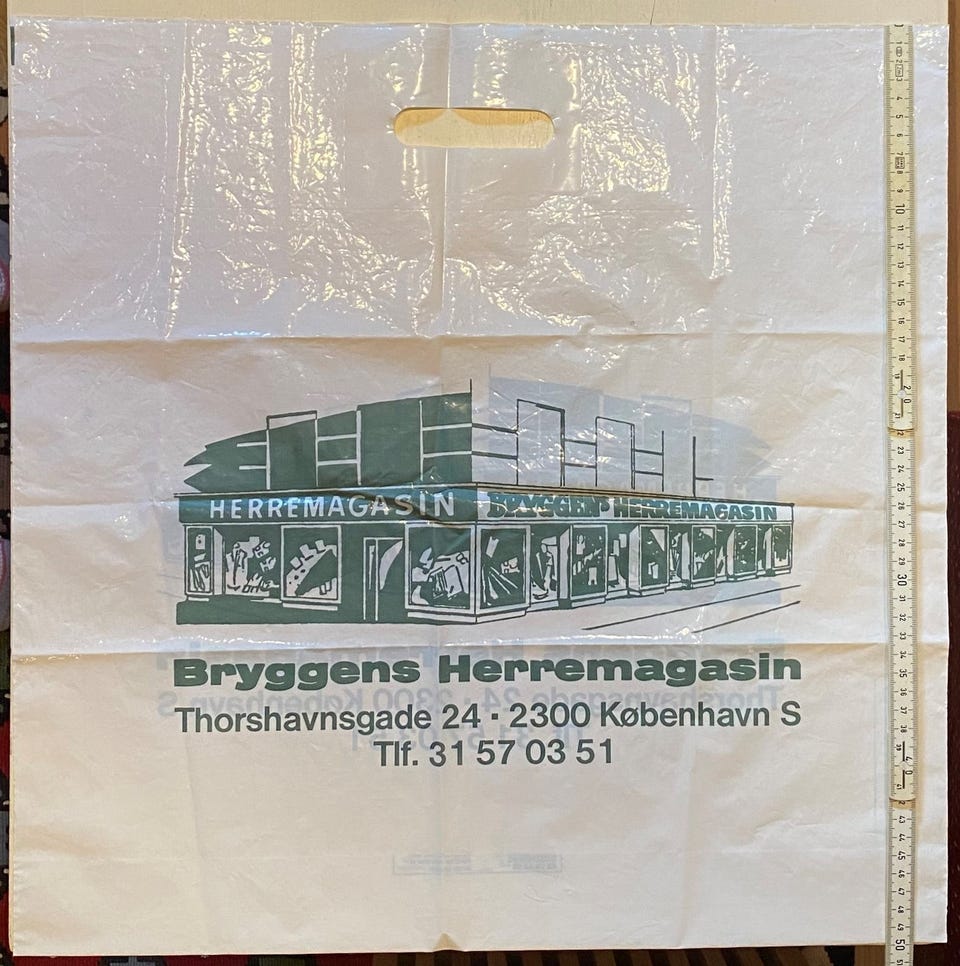 HERREMAGASIN BRYGGENS HERREMAGASIN
Bryggens Herremagasin
Thorshavnsgade 24 · 2300 København S
Tlf. 31 57 03 51